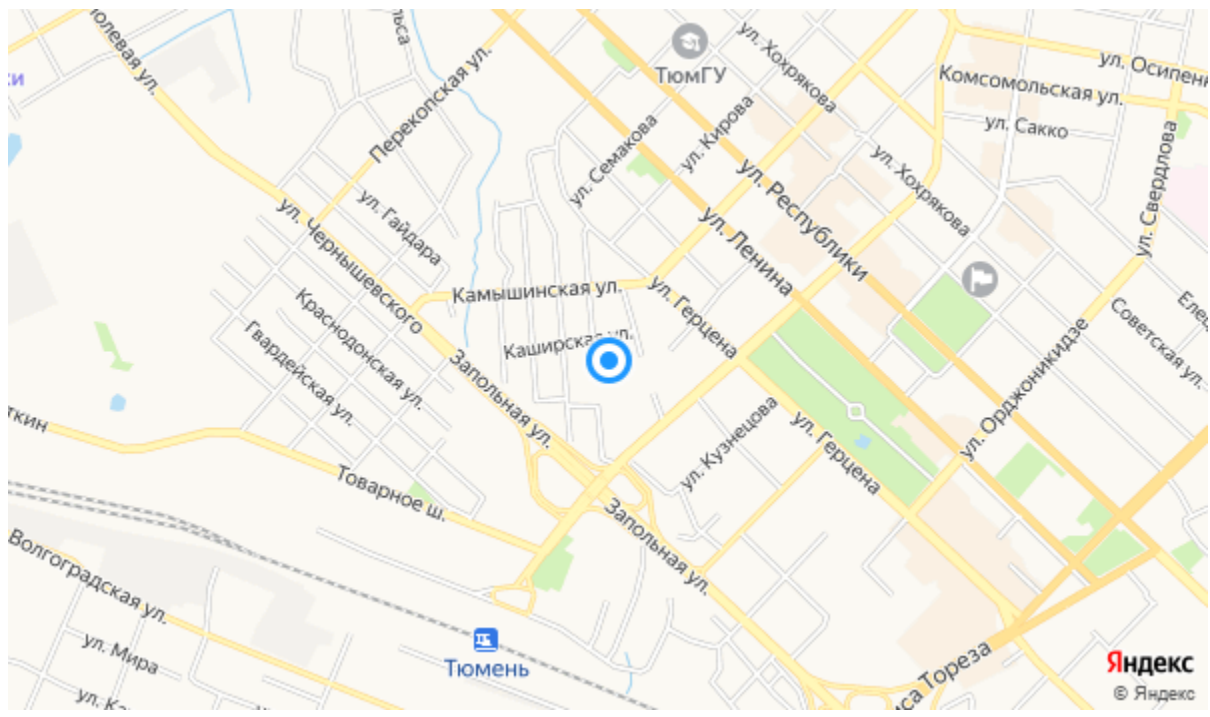 Полевая ул.
ул. Хохрякова
ул. Осипенко
ТюмГУ
Комсомольская ул.
Перекопская ул.
ул. Кирова
ул. Сакко
ул. Семакова
ул. Хохрякова
ул. Свердлова
ул. Гайдара
ул. Республики
ул. Чернышевского
ул. Ленина
Камышинская ул.
ул. Герцена
Краснодонская ул.
Каширская ул.
Советская ул.
Гвардейская ул.
Запольная ул.
ул. Орджоникидзе
ул. Кузнецова
ул. Герцена
Товарное ш.
Запольная ул.
Волгоградская ул.
ул. Мира
Тюмень
иса Тореза
Яндекс
© Яндекс